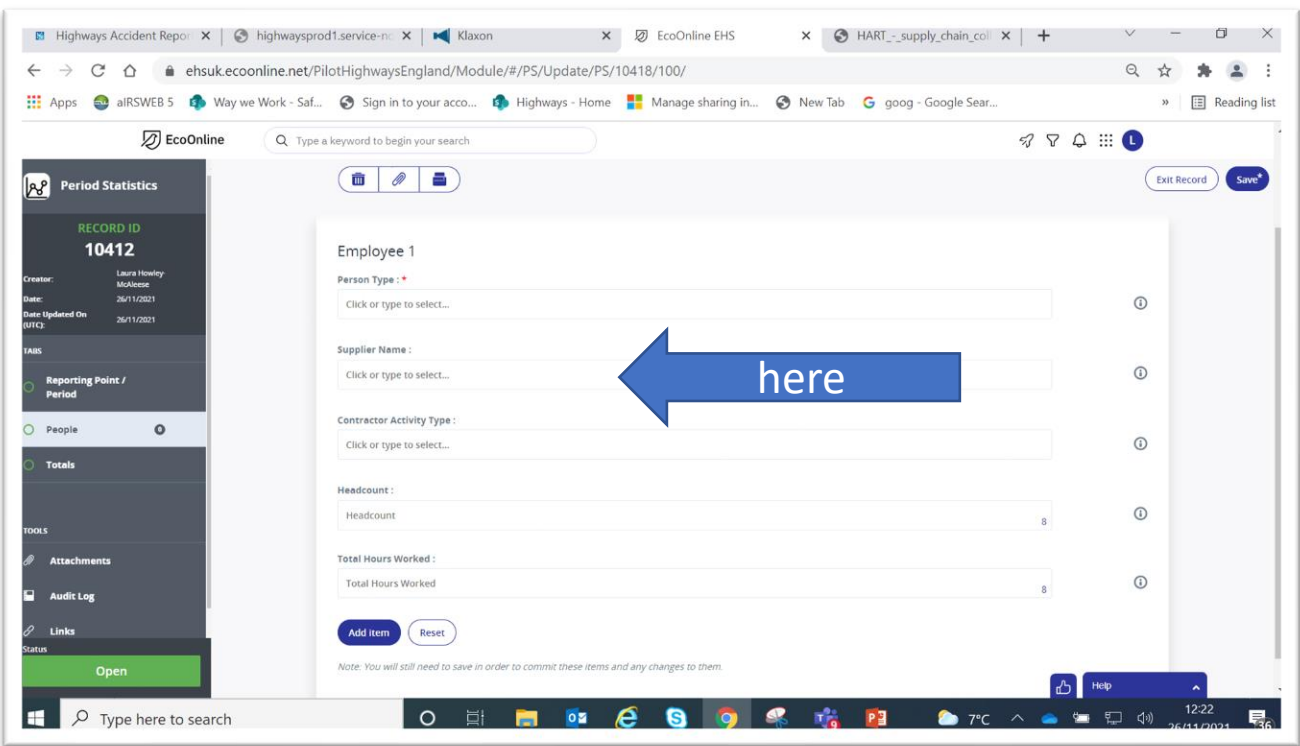 Highways Accident Repor
highwaysprod1.service-no
Klaxon
EcoOnline EHS
HART_-_supply_chain_coll
ehsuk.ecoonline.net/PilotHighwaysEngland/Module/#/PS/Update/PS/10418/100/
Apps
aIRSWEB 5
Way we Work - Saf...
Sign in to your acco...
Highways - Home
Manage sharing in...
New Tab
G goog - Google Sear...
»
Reading list
EcoOnline
Type a keyword to begin your search
L
Period Statistics
Exit Record
Save*
RECORD ID
10412
Creator: Laura Howley-
McAleese
Date: 26/11/2021
Date Updated On
(UTC): 26/11/2021
TABS
Reporting Point /
Period
People 0
Totals
TOOLS
Attachments
Audit Log
Links
Status
Open
Employee 1
Person Type : *
Click or type to select...
Supplier Name :
Click or type to select...
here
Contractor Activity Type :
Click or type to select...
Headcount :
Headcount
8
Total Hours Worked :
Total Hours Worked
8
Add item
Reset
Note: You will still need to save in order to commit these items and any changes to them.
Help
Type here to search
7°C
12:22
26/11/2021
36